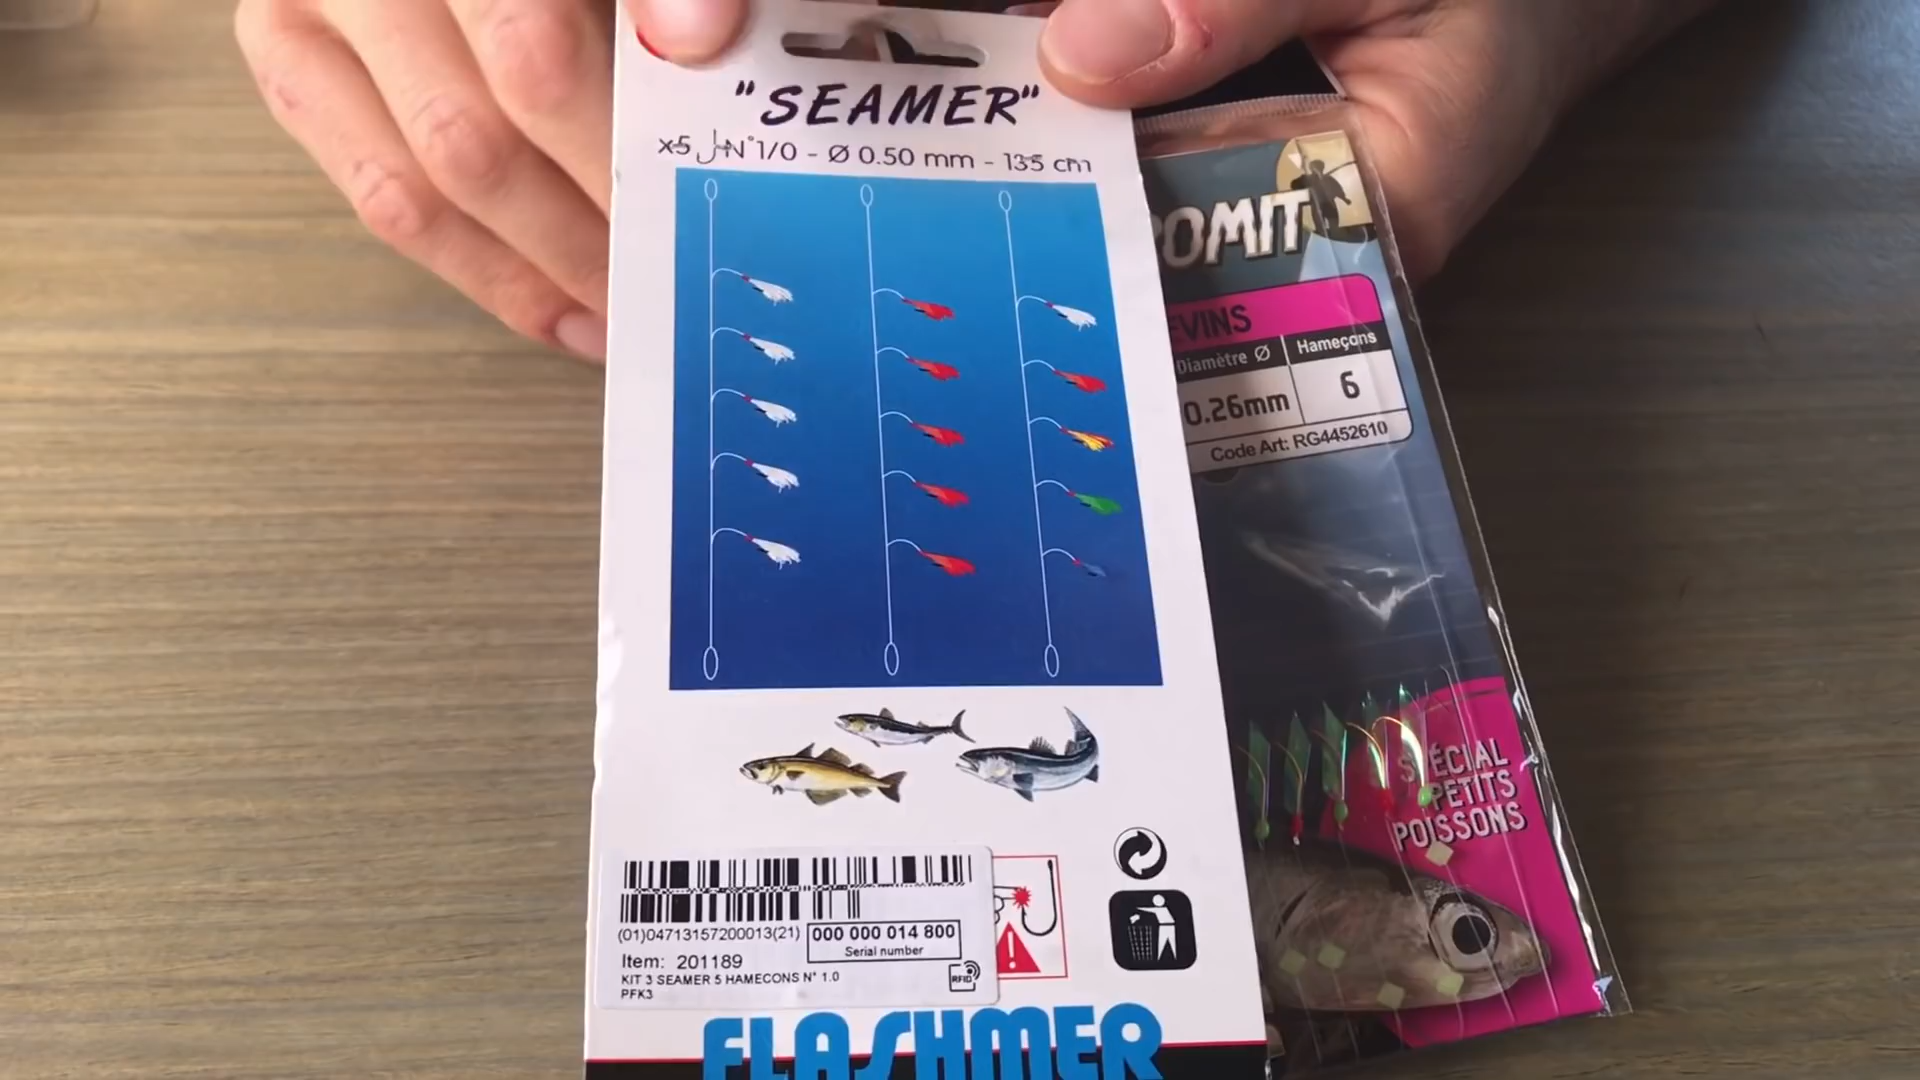 "SEAMER"
x5 N°1/0 - Ø 0.50 mm - 135 cm
OMIT
EVINS
Diamètre Ø
Hameçons
0.26mm
6
Code Art: RG4452610
SPÉCIAL
PETITS
POISSONS
(01)04713157200013(21)
000 000 014 800
Serial number
Item: 201189
KIT 3 SEAMER 5 HAMECONS N° 1.0
PFK3
RFID
FLASHMER